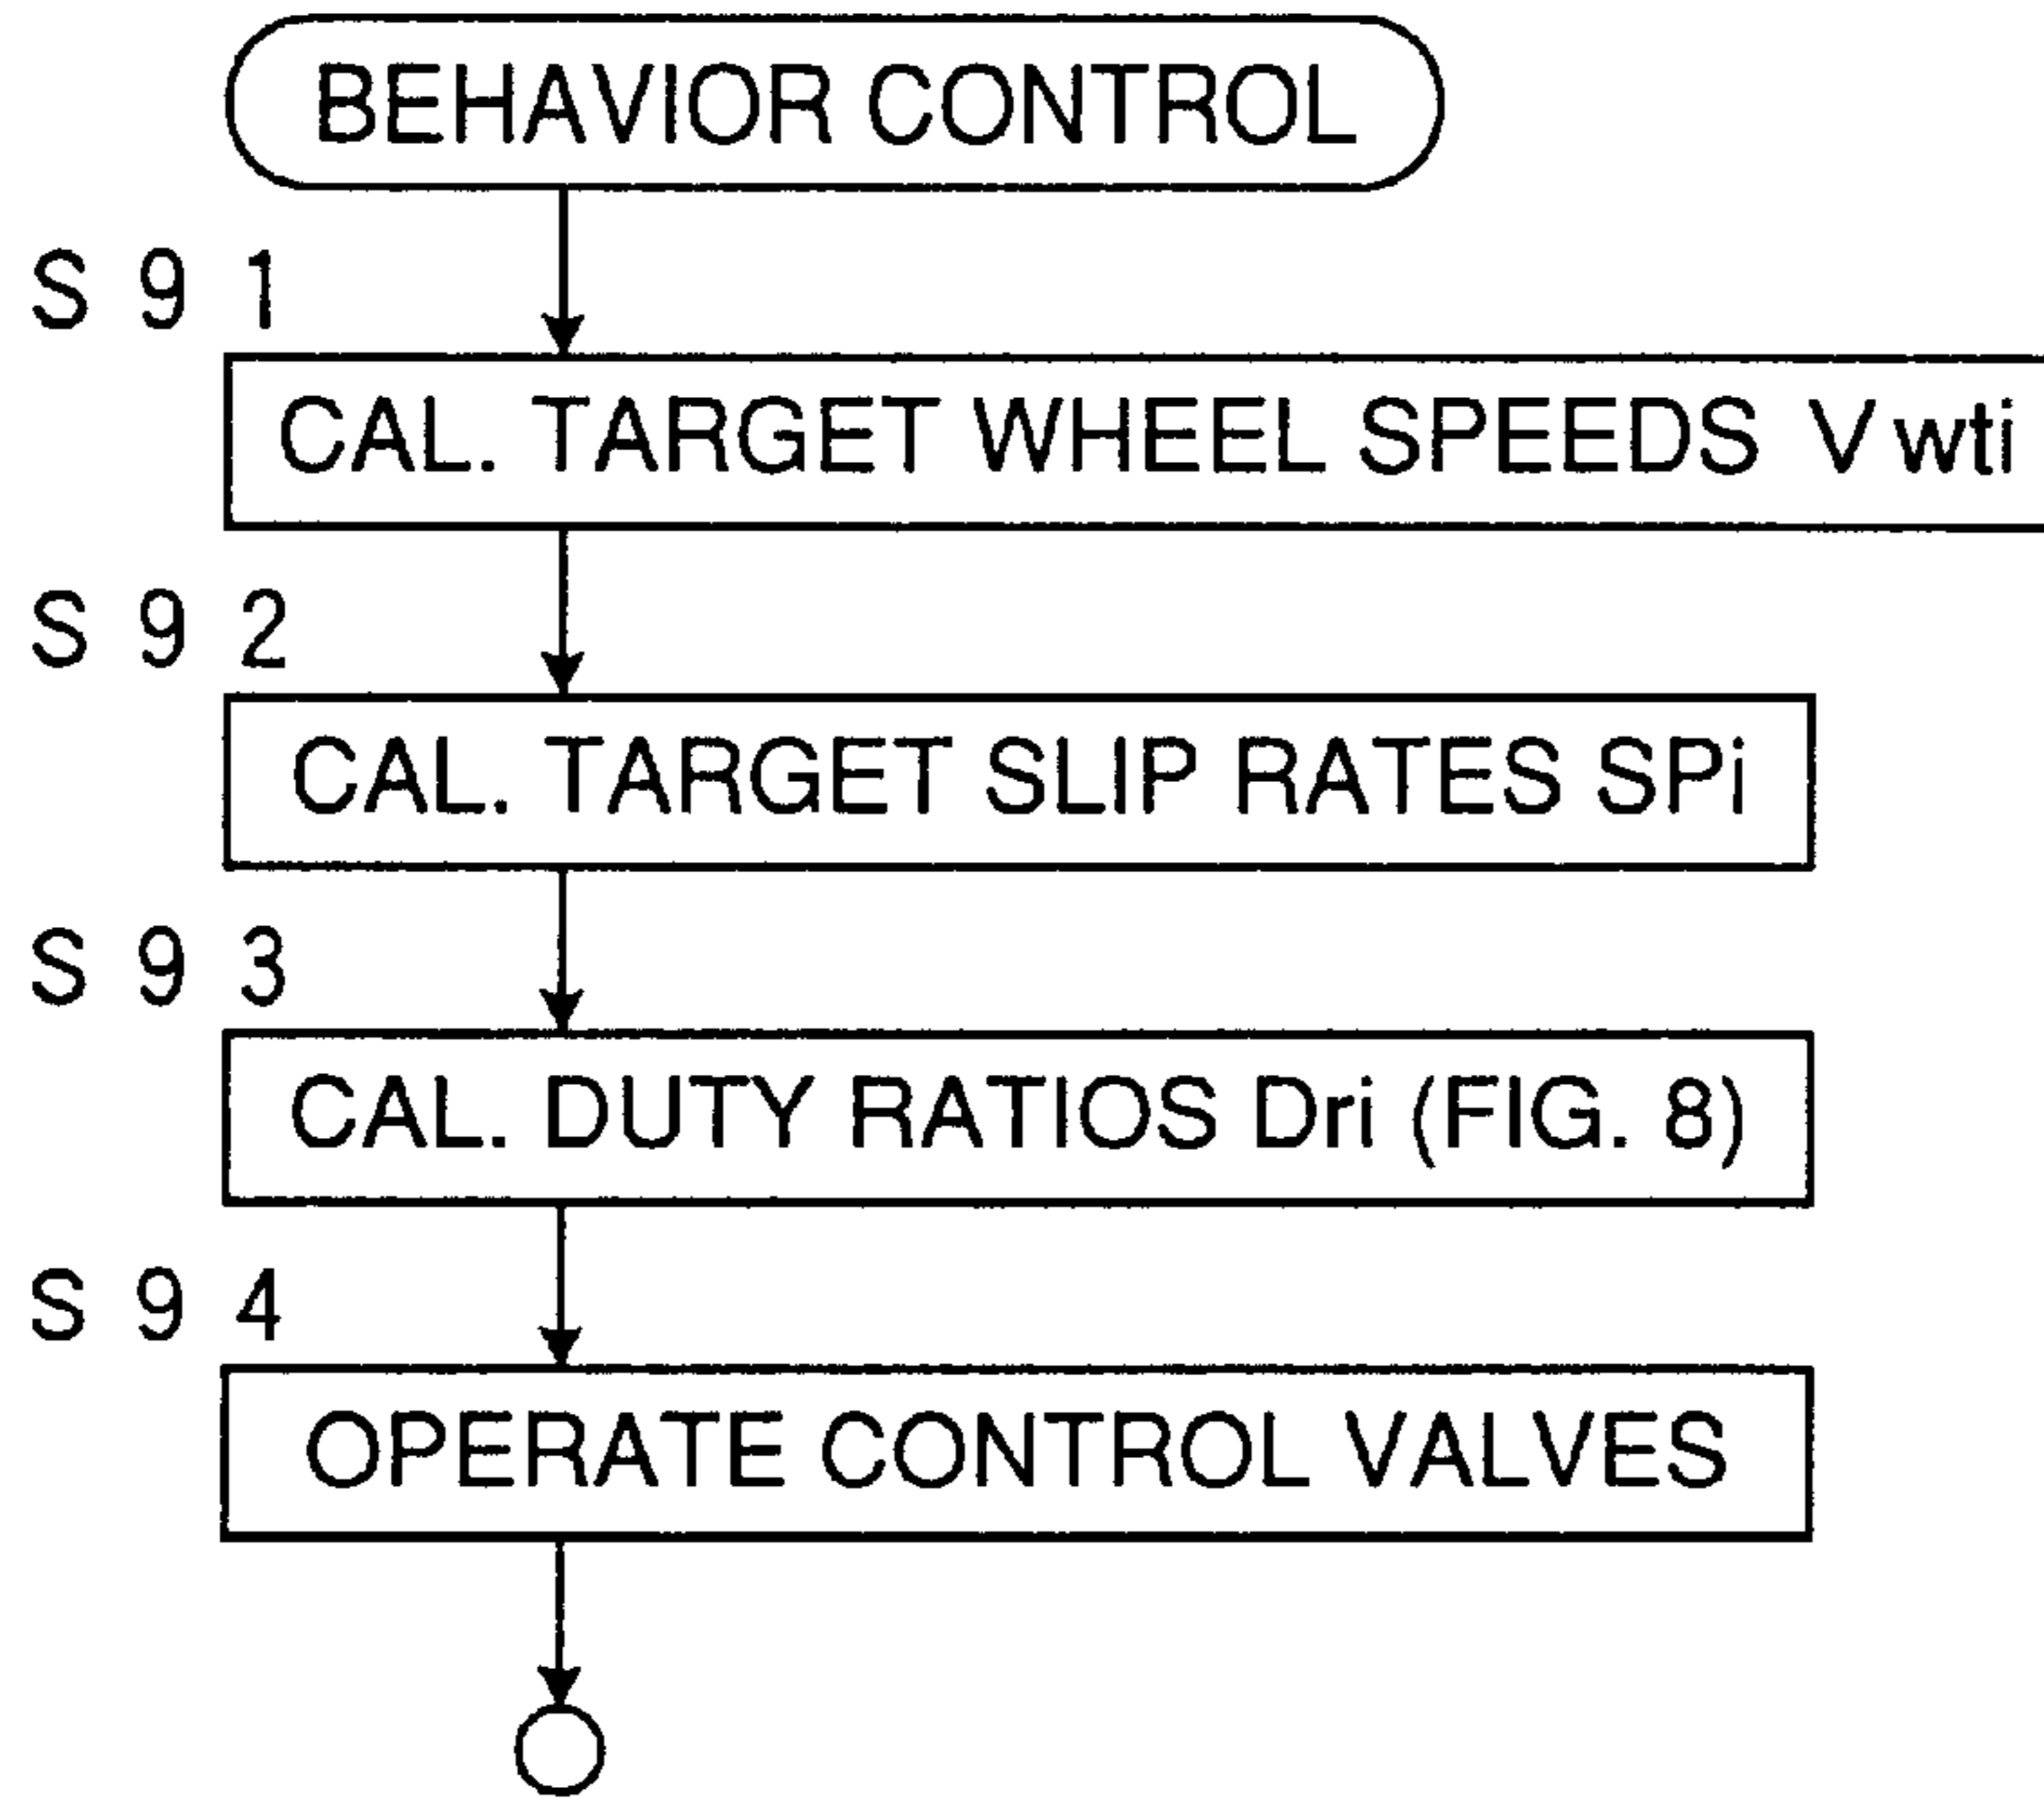 BEHAVIOR CONTROL
S 9 1
CAL. TARGET WHEEL SPEEDS V wti
S 9 2
CAL. TARGET SLIP RATES SPi
S 9 3
CAL. DUTY RATIOS Dri (FIG. 8)
S 9 4
OPERATE CONTROL VALVES